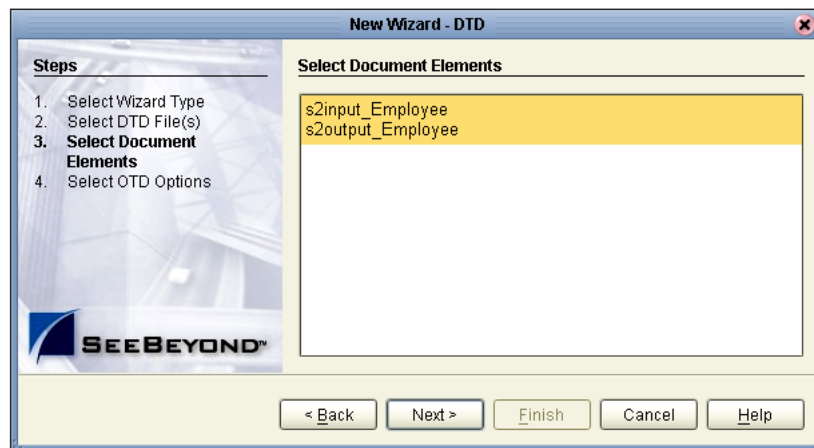 New Wizard - DTD
Steps
1. Select Wizard Type
2. Select DTD File(s)
3. Select Document
Elements
4. Select OTD Options
SEEBEYOND™
Select Document Elements
s2input_Employee
s2output_Employee
< Back Next > Finish Cancel Help